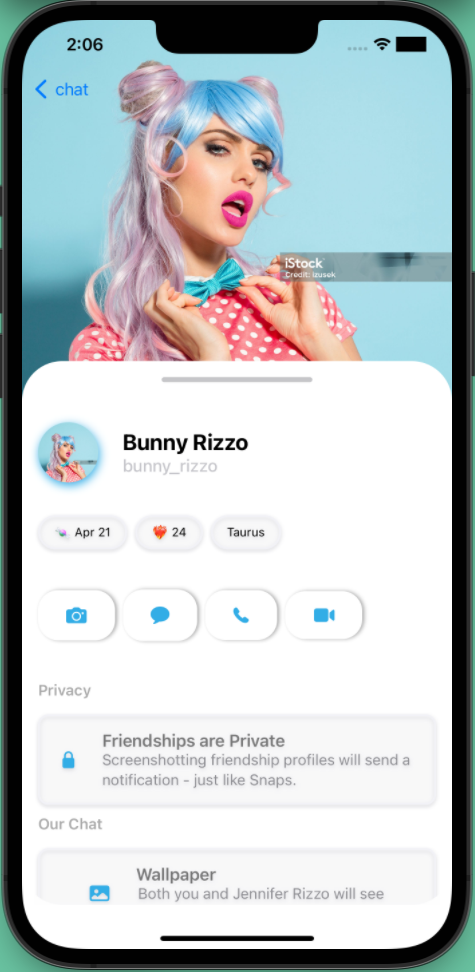 2:06
chat
iStock
Credit: izusek
Bunny Rizzo
bunny_rizzo
Apr 21
24
Taurus
Privacy
Friendships are Private
Screenshotting friendship profiles will send a
notification - just like Snaps.
Our Chat
Wallpaper
Both you and Jennifer Rizzo will see